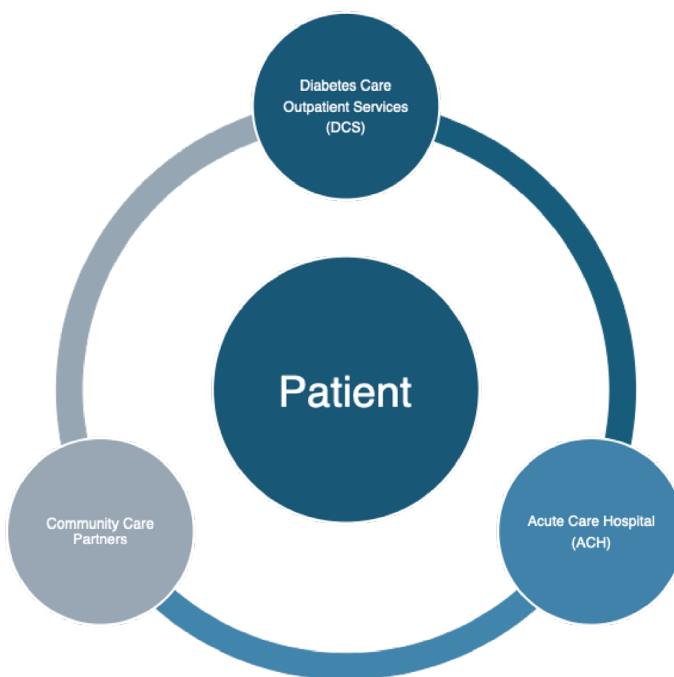 Diabetes Care
Outpatient Services
(DCS)
Patient
Community Care
Partners
Acute Care Hospital
(ACH)